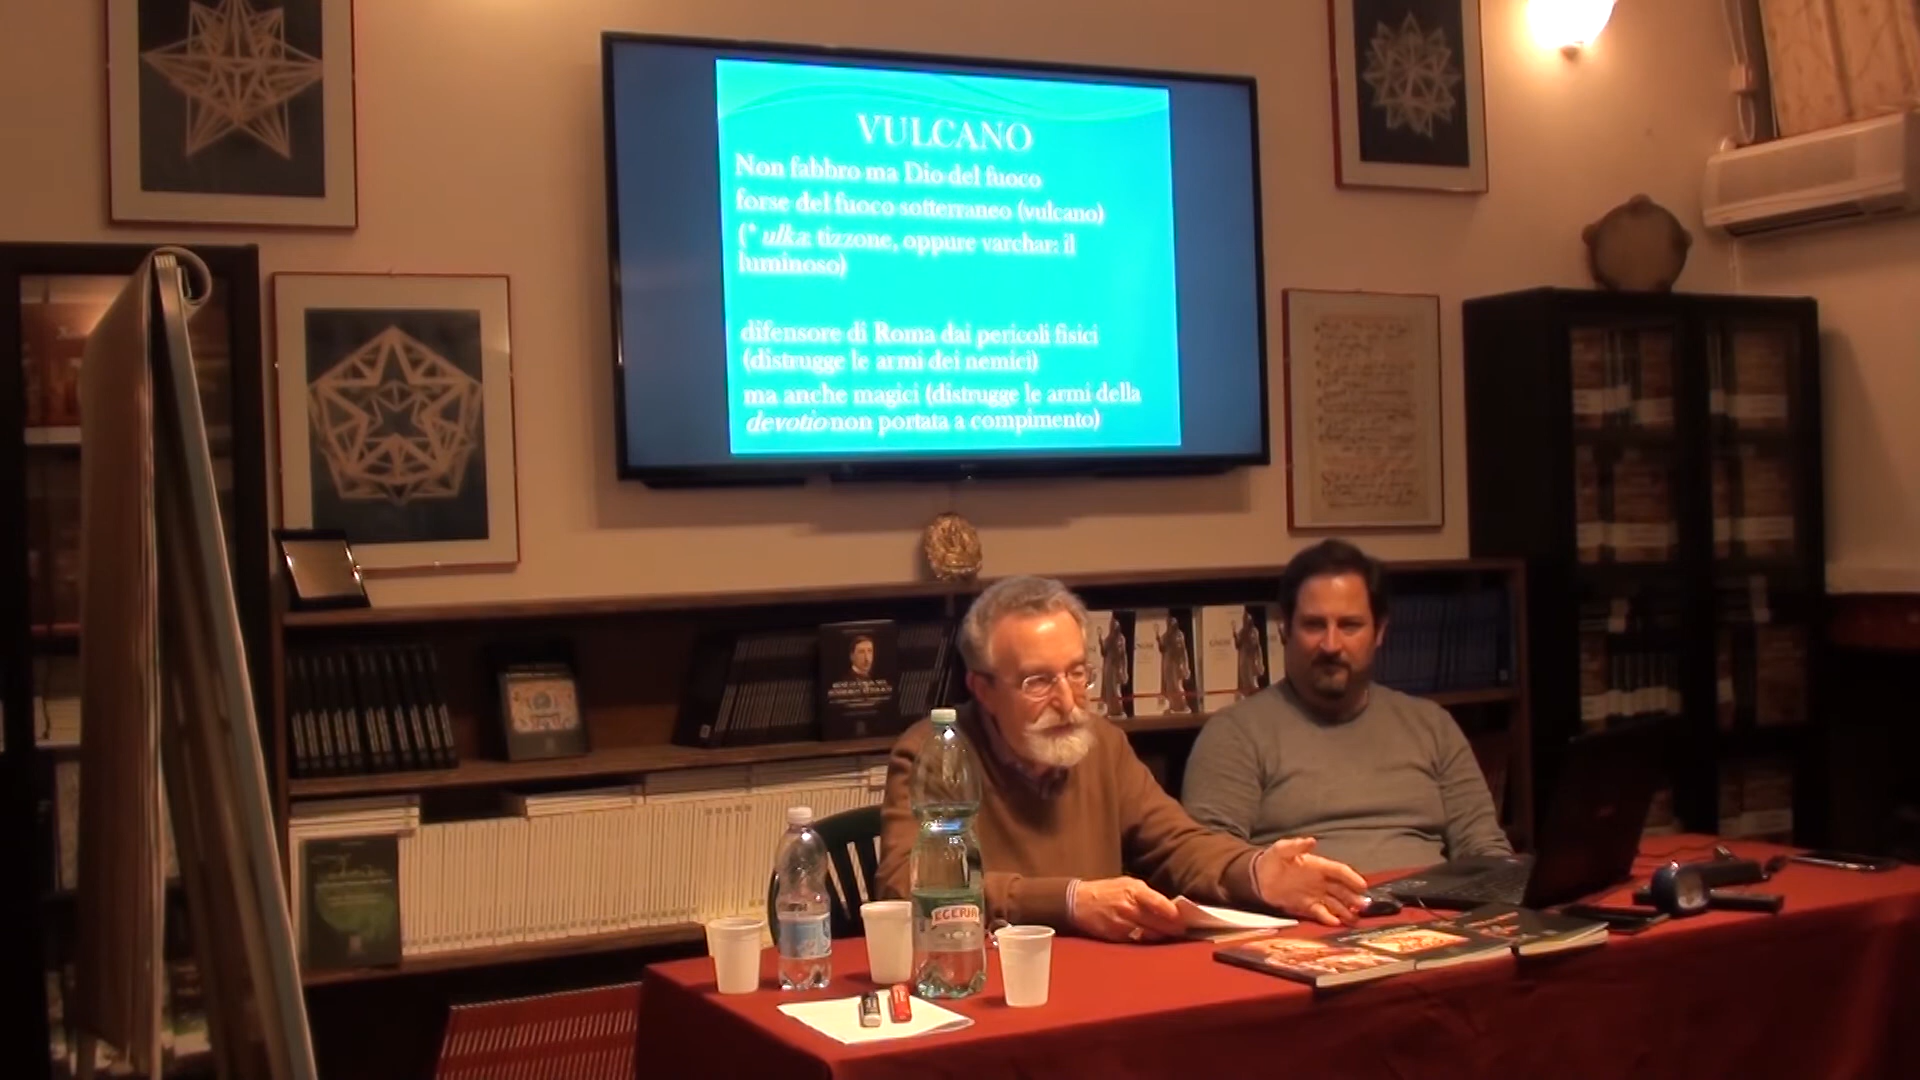 VULCANO
Non fabbro ma Dio del fuoco
forse del fuoco sotterraneo (vulcano)
(* ulka: tizzone, oppure varchar: il
luminoso)
difensore di Roma dai pericoli fisici
(distrugge le armi dei nemici)
ma anche magici (distrugge le armi della
devotio non portata a compimento)
EGERIA